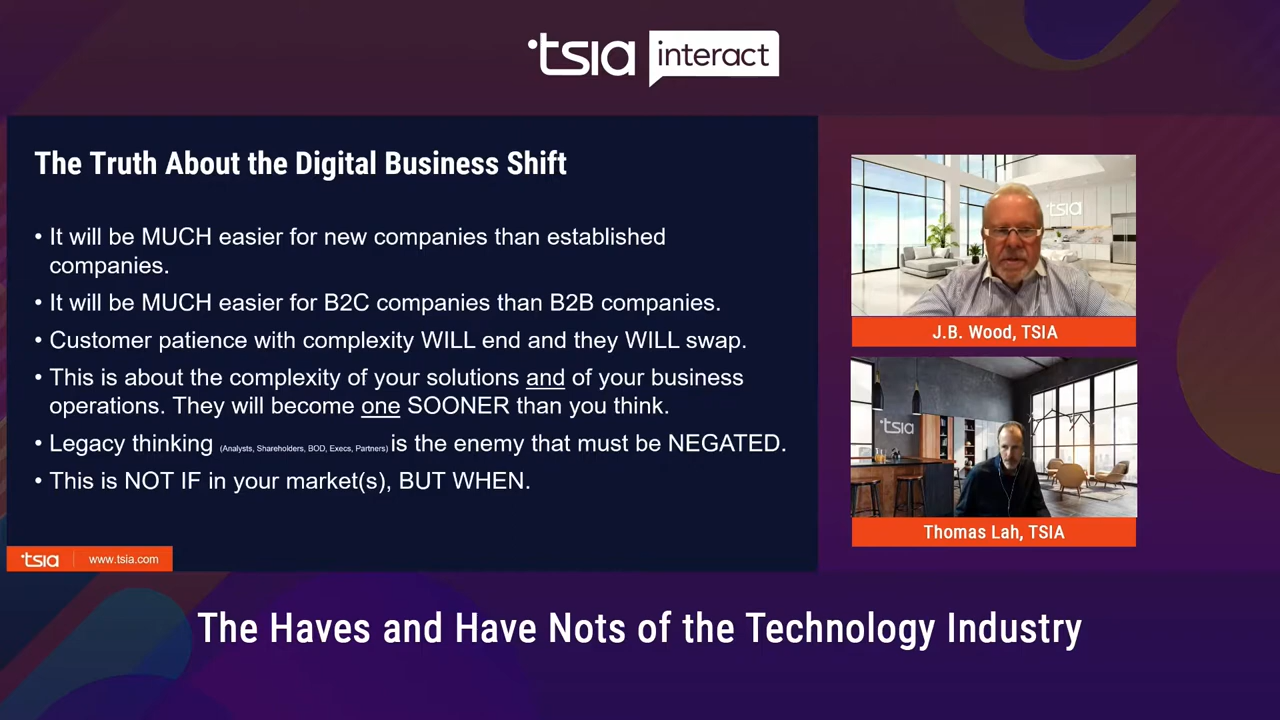 tsia interact
The Truth About the Digital Business Shift
• It will be MUCH easier for new companies than established
companies.
• It will be MUCH easier for B2C companies than B2B companies.
• Customer patience with complexity WILL end and they WILL swap.
• This is about the complexity of your solutions and of your business
operations. They will become one SOONER than you think.
• Legacy thinking (Analysts, Shareholders, BOD, Execs, Partners) is the enemy that must be NEGATED.
• This is NOT IF in your market(s), BUT WHEN.
tsia www.tsia.com
tsia
J.B. Wood, TSIA
tsia
Thomas Lah, TSIA
The Haves and Have Nots of the Technology Industry